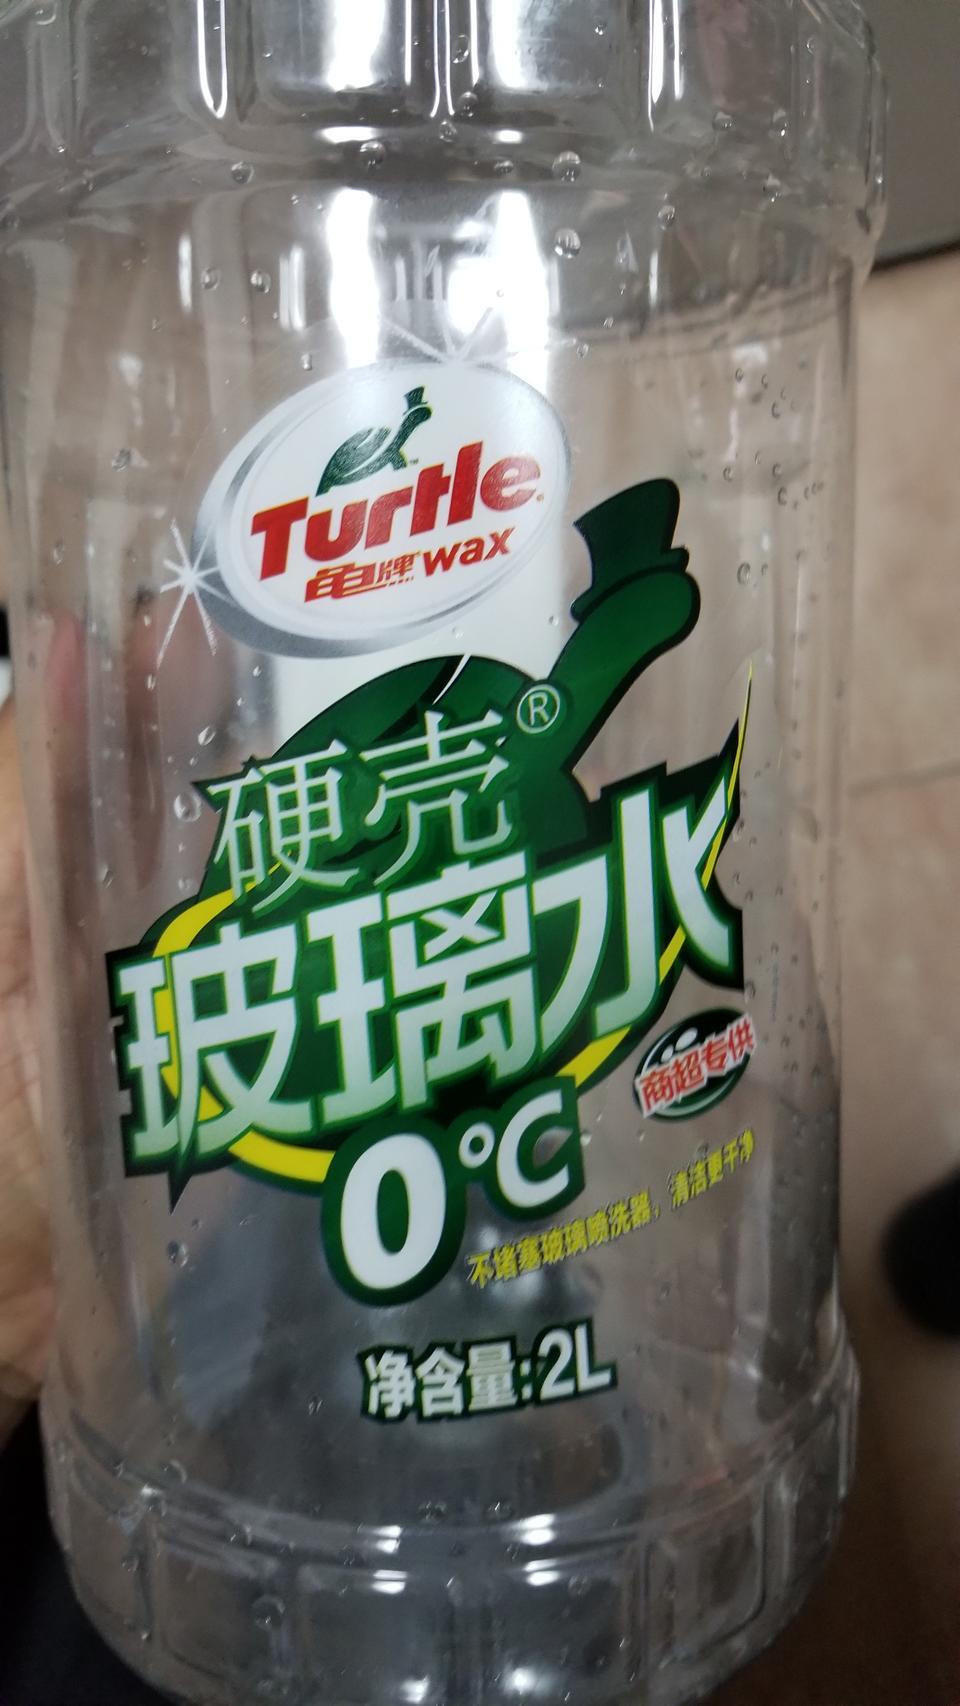 Turtle
龟牌 wax
硬壳®
玻璃水
0℃
商超专供
不堵塞玻璃喷洗器，清洁更干净
净含量:2L